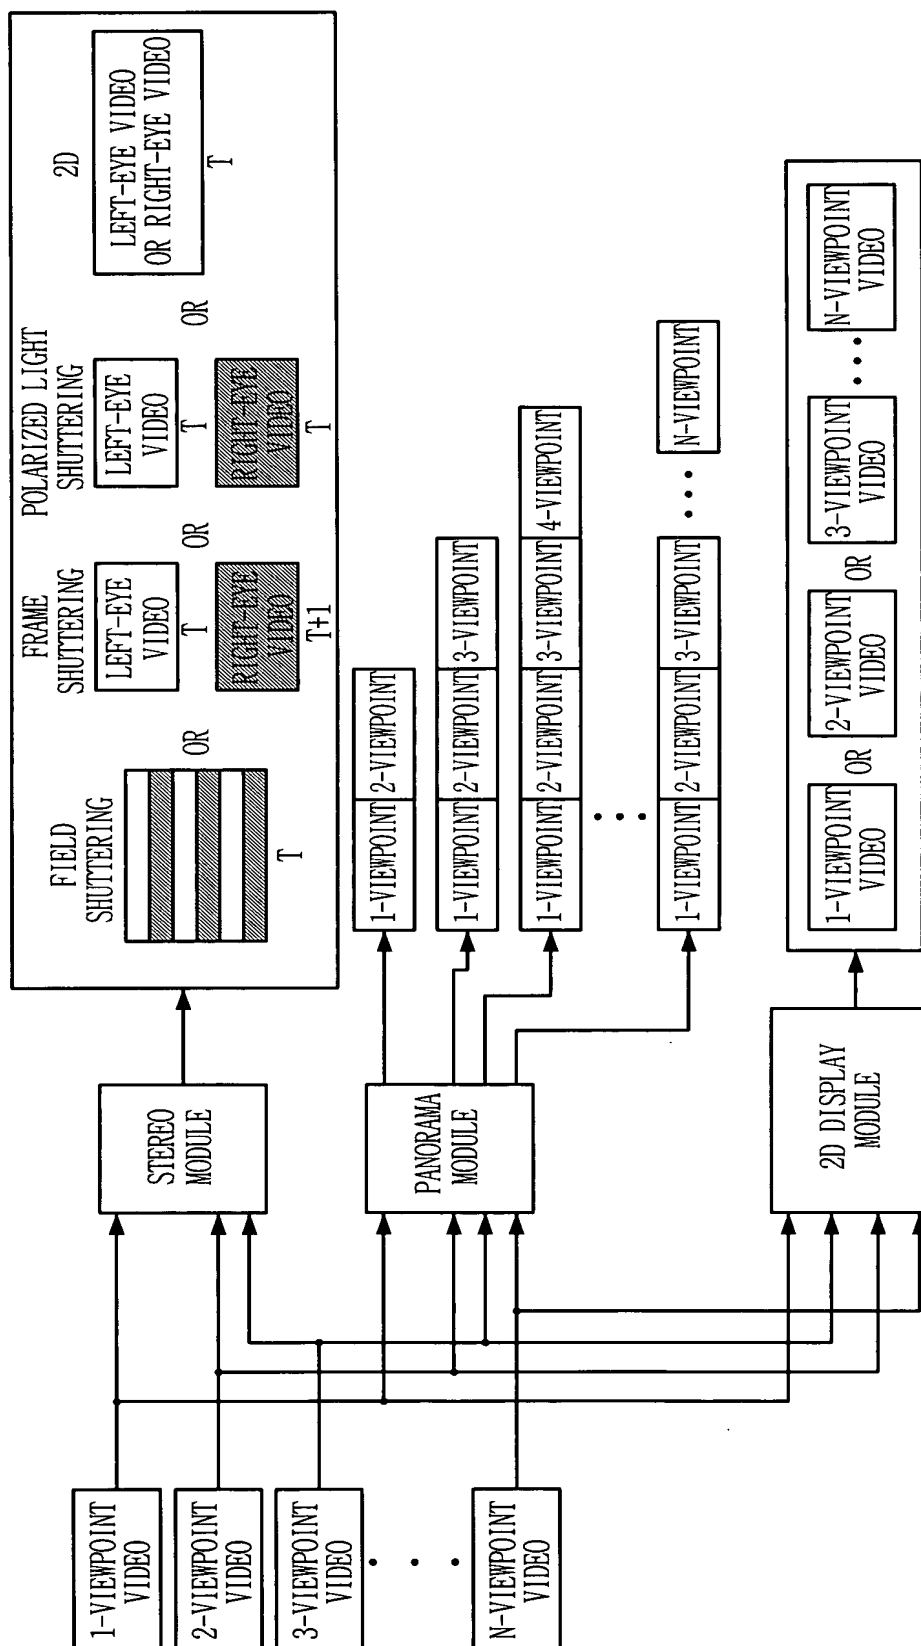 1-VIEWPOINT
VIDEO
2-VIEWPOINT
VIDEO
3-VIEWPOINT
VIDEO
N-VIEWPOINT
VIDEO
STEREO
MODULE
PANORAMA
MODULE
2D DISPLAY
MODULE
FIELD
SHUTTERING
T
OR
FRAME
SHUTTERING
LEFT-EYE
VIDEO
T
RIGHT-EYE
VIDEO
T+1
OR
POLARIZED LIGHT
SHUTTERING
LEFT-EYE
VIDEO
T
RIGHT-EYE
VIDEO
T
OR
2D
LEFT-EYE VIDEO
OR RIGHT-EYE VIDEO
T
1-VIEWPOINT 2-VIEWPOINT
1-VIEWPOINT 2-VIEWPOINT 3-VIEWPOINT
1-VIEWPOINT 2-VIEWPOINT 3-VIEWPOINT 4-VIEWPOINT
1-VIEWPOINT 2-VIEWPOINT 3-VIEWPOINT N-VIEWPOINT
1-VIEWPOINT
VIDEO
OR
2-VIEWPOINT
VIDEO
OR
3-VIEWPOINT
VIDEO
N-VIEWPOINT
VIDEO